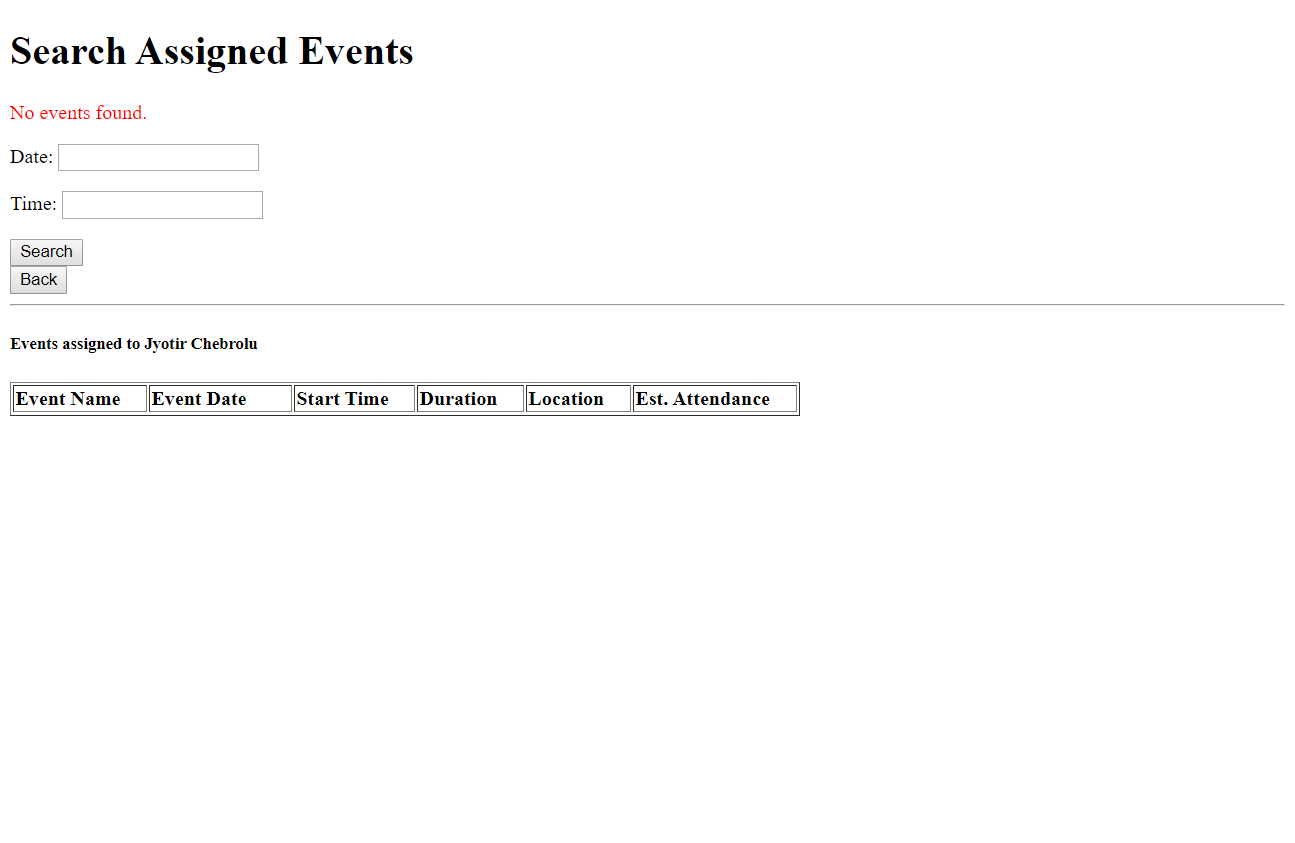 Search Assigned Events
No events found.
Date:
Time:
Search
Back
Events assigned to Jyotir Chebrolu
Event Name Event Date Start Time Duration Location Est. Attendance